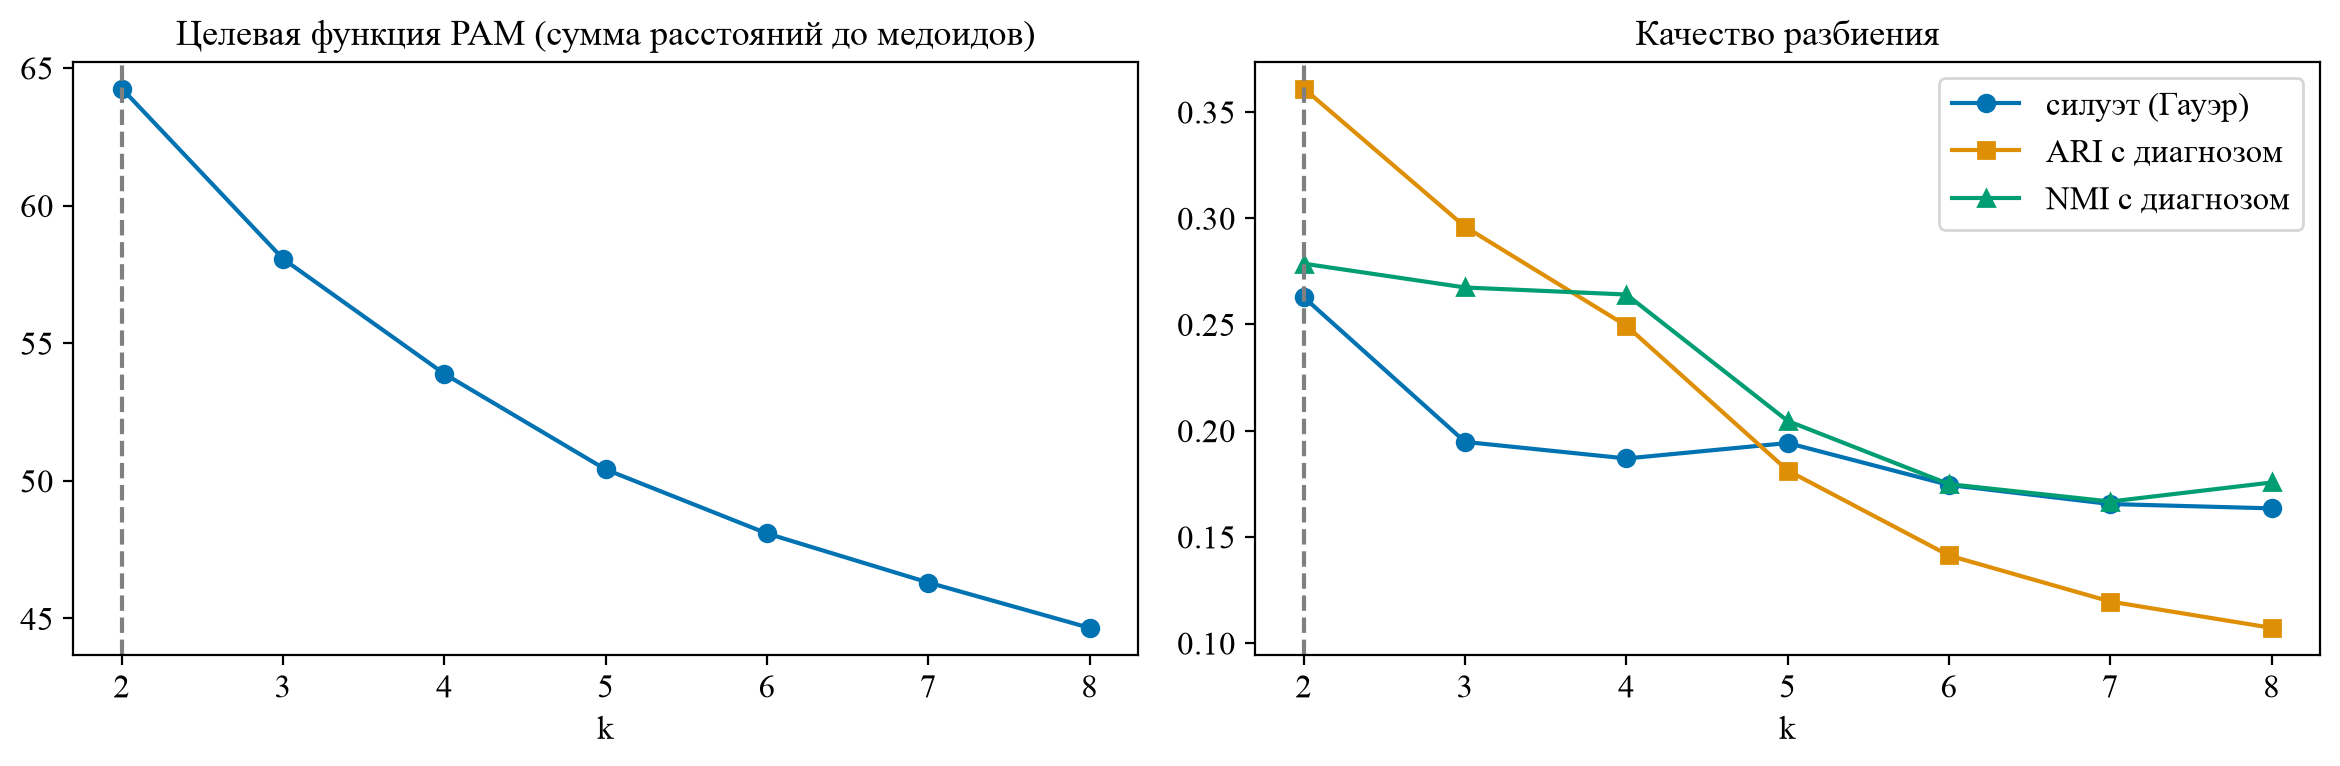 Целевая функция PAM (сумма расстояний до медоидов)
65
60
55
50
45
2 3 4 5 6 7 8
k
Качество разбиения
силуэт (Гауэр)
ARI с диагнозом
NMI с диагнозом
0.35
0.30
0.25
0.20
0.15
0.10
2 3 4 5 6 7 8
k